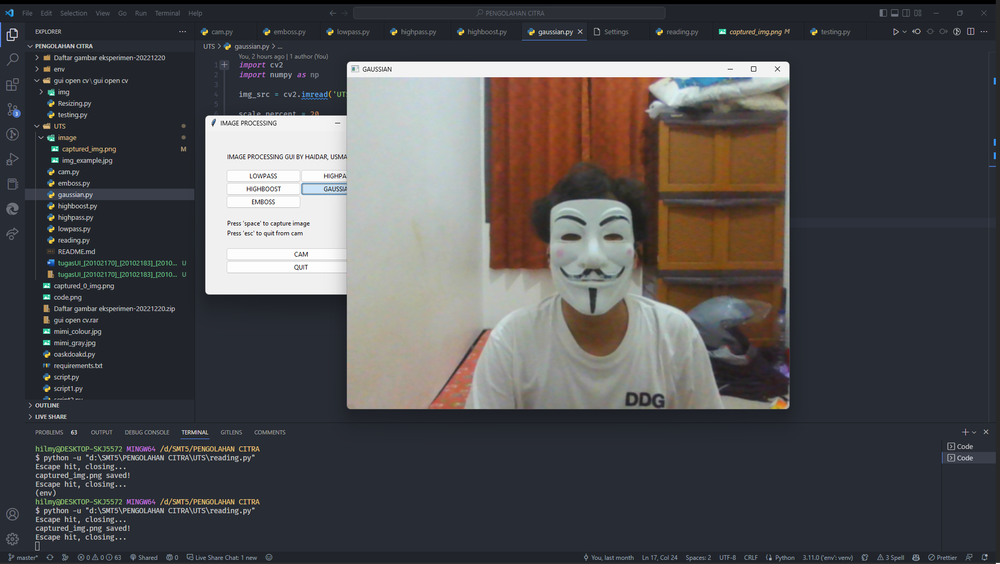 File Edit Selection View Go Run Terminal Help
PENGOLAHAN CITRA
EXPLORER
PENGOLAHAN CITRA
Daftar gambar eksperimen-20221220
env
gui open cv\gui open cv
img
Resizing.py
testing.py
UTS
image
captured_img.png M
img_example.jpg
cam.py
emboss.py
gaussian.py
highboost.py
highpass.py
lowpass.py
reading.py
README.md
tugasUI_[20102170]_[20102183]_[2010... U
tugasUI_[20102170]_[20102183]_[2010... U
captured_0_img.png
code.png
Daftar gambar eksperimen-20221220.zip
gui open cv.rar
mimi_colour.jpg
mimi_gray.jpg
oaskdoakd.py
requirements.txt
script.py
script1.py
script2.py
OUTLINE
LIVE SHARE
3
cam.py emboss.py lowpass.py highpass.py highboost.py gaussian.py Settings reading.py captured_img.png M testing.py
UTS > gaussian.py > ...
You, 2 hours ago | 1 author (You)
1 import cv2
2 import numpy as np
3
4 img_src = cv2.imread('UTS
5
6 scale_percent = 20
IMAGE PROCESSING
IMAGE PROCESSING GUI BY HAIDAR, USMA
LOWPASS HIGHPA
HIGHBOOST GAUSSIA
EMBOSS
Press 'space' to capture image
Press 'esc' to quit from cam
CAM
QUIT
GAUSSIAN
DDG
PROBLEMS 63 OUTPUT DEBUG CONSOLE TERMINAL GITLENS COMMENTS
hilmy@DESKTOP-SKJ5572 MINGW64 /d/SMT5/PENGOLAHAN CITRA
$ python -u "d:\SMT5\PENGOLAHAN CITRA\UTS\reading.py"
Escape hit, closing...
captured_img.png saved!
Escape hit, closing...
(env)
hilmy@DESKTOP-SKJ5572 MINGW64 /d/SMT5/PENGOLAHAN CITRA
$ python -u "d:\SMT5\PENGOLAHAN CITRA\UTS\reading.py"
Escape hit, closing...
captured_img.png saved!
Escape hit, closing...
Code
Code
master* 0 0 63 Shared 0 Live Share Chat: 1 new You, last month Ln 17, Col 24 Spaces: 2 UTF-8 CRLF Python 3.11.0 ('env': venv) 3 Spell Prettier